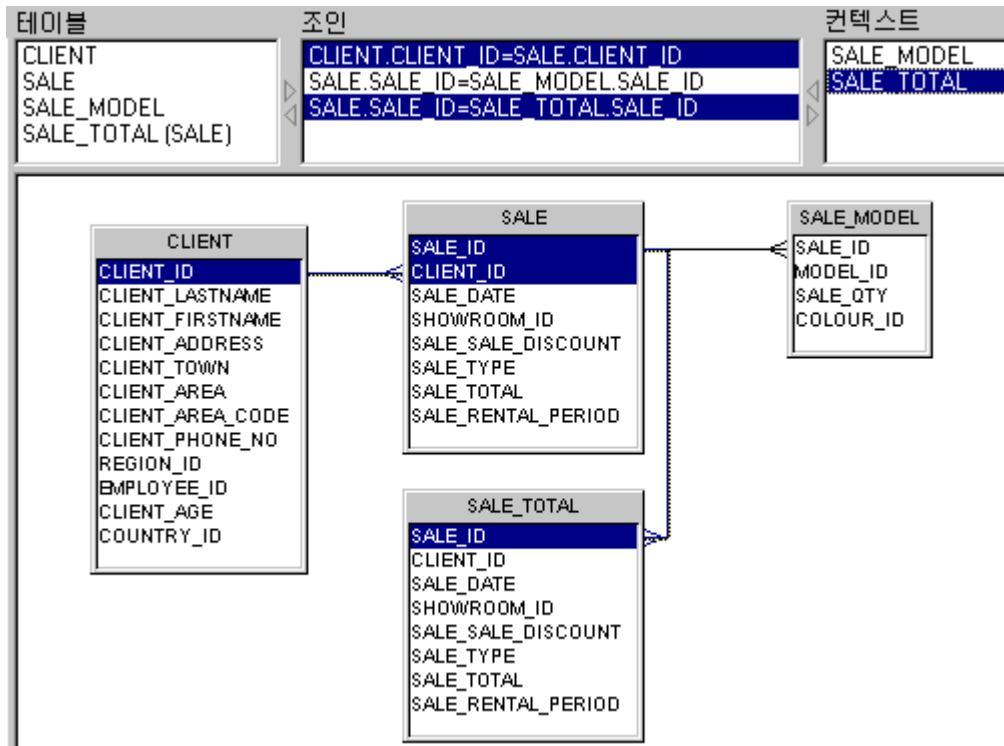 테이블
CLIENT
SALE
SALE_MODEL
SALE_TOTAL (SALE)
조인
CLIENT.CLIENT_ID=SALE.CLIENT_ID
SALE.SALE_ID=SALE_MODEL.SALE_ID
SALE.SALE_ID=SALE_TOTAL.SALE_ID
컨텍스트
SALE_MODEL
SALE_TOTAL
CLIENT
CLIENT_ID
CLIENT_LASTNAME
CLIENT_FIRSTNAME
CLIENT_ADDRESS
CLIENT_TOWN
CLIENT_AREA
CLIENT_AREA_CODE
CLIENT_PHONE_NO
REGION_ID
EMPLOYEE_ID
CLIENT_AGE
COUNTRY_ID
SALE
SALE_ID
CLIENT_ID
SALE_DATE
SHOWROOM_ID
SALE_SALE_DISCOUNT
SALE_TYPE
SALE_TOTAL
SALE_RENTAL_PERIOD
SALE_MODEL
SALE_ID
MODEL_ID
SALE_QTY
COLOUR_ID
SALE_TOTAL
SALE_ID
CLIENT_ID
SALE_DATE
SHOWROOM_ID
SALE_SALE_DISCOUNT
SALE_TYPE
SALE_TOTAL
SALE_RENTAL_PERIOD